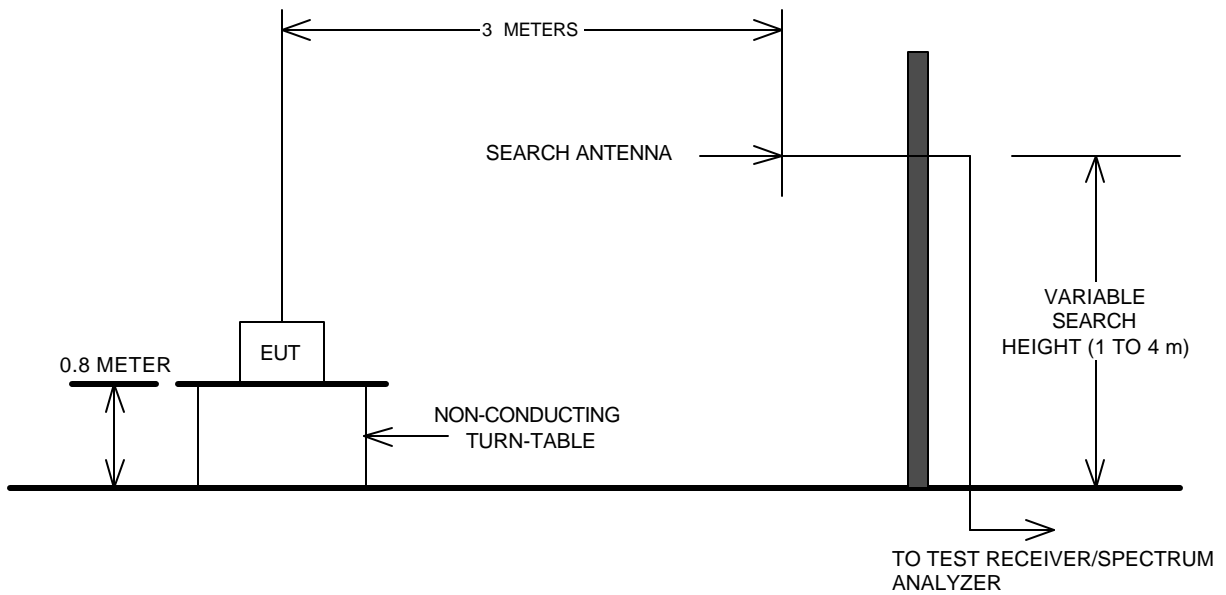 3 METERS
SEARCH ANTENNA
EUT
0.8 METER
VARIABLE
SEARCH
HEIGHT (1 TO 4 m)
NON-CONDUCTING
TURN-TABLE
TO TEST RECEIVER/SPECTRUM
ANALYZER